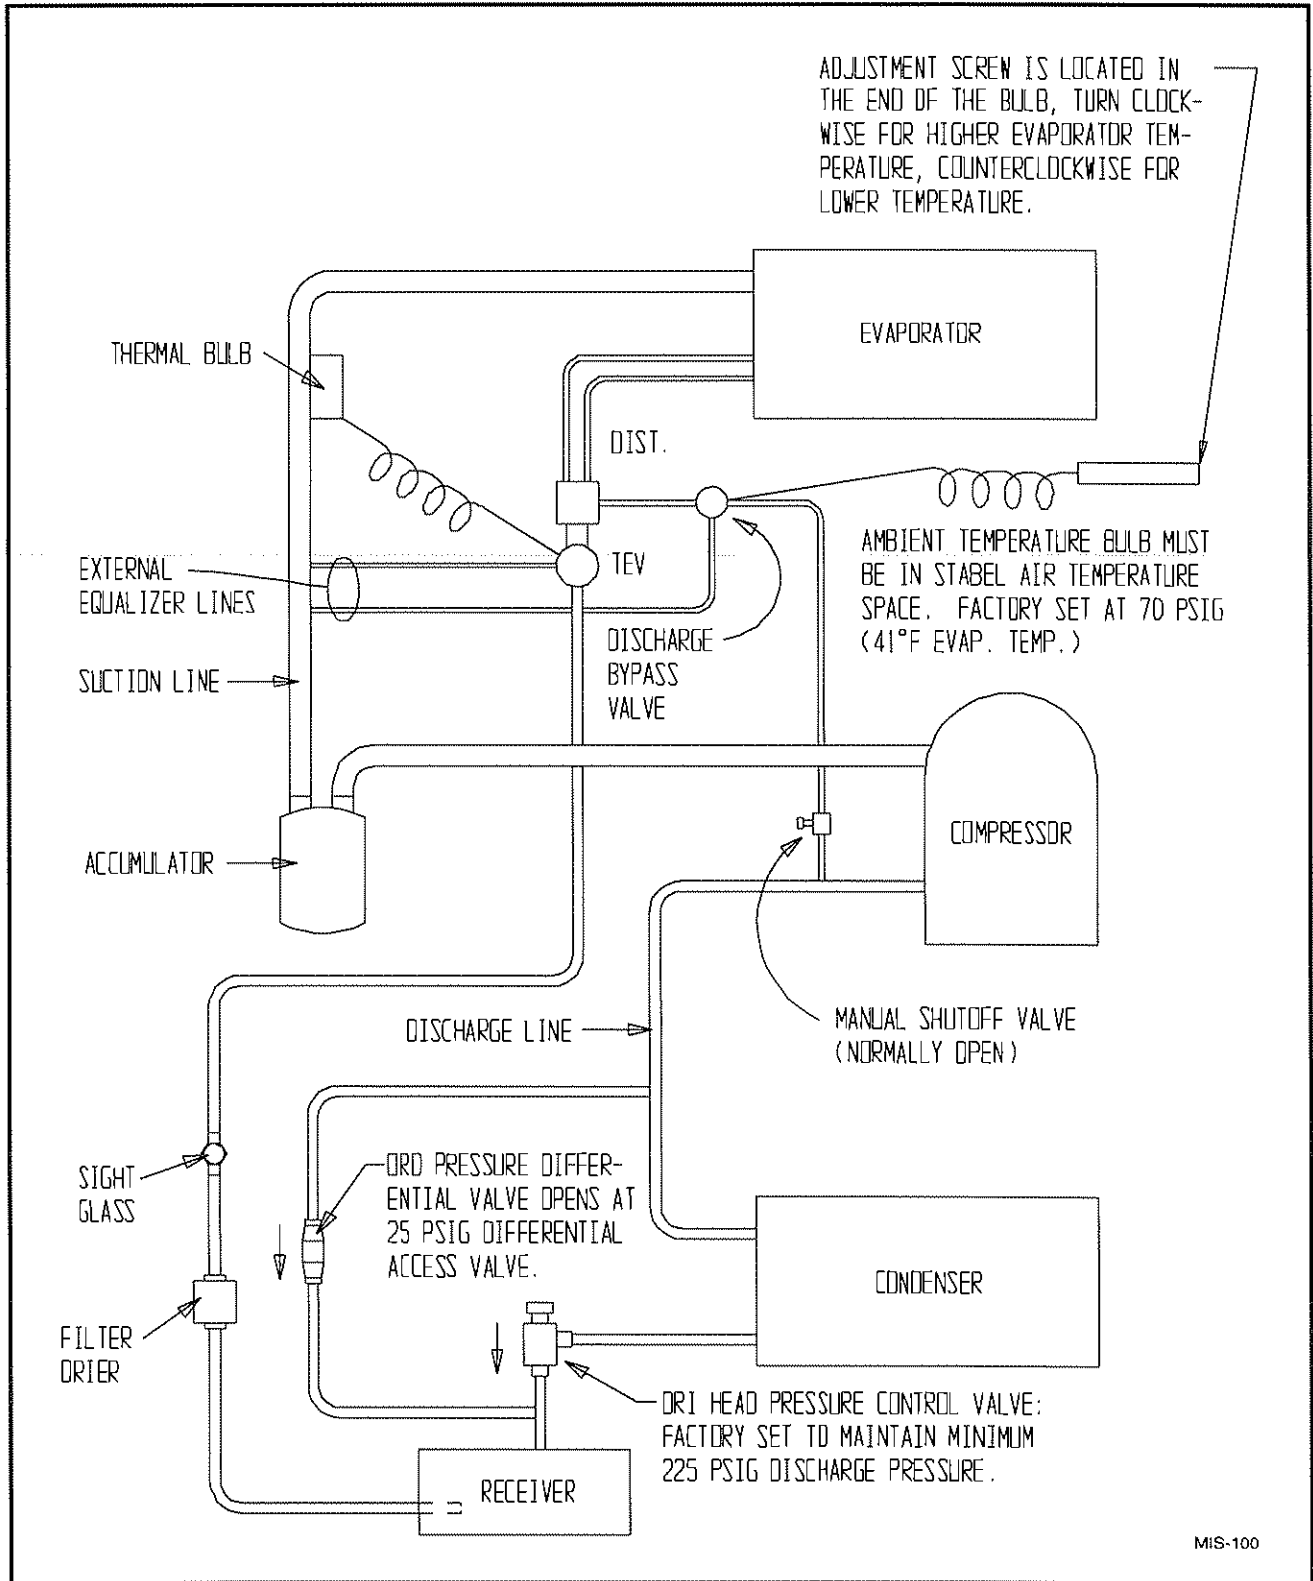 ADJUSTMENT SCREW IS LOCATED IN
THE END OF THE BULB, TURN CLOCK-
WISE FOR HIGHER EVAPORATOR TEM-
PERATURE, COUNTERCLOCKWISE FOR
LOWER TEMPERATURE.
EVAPORATOR
THERMAL BULB
DIST.
AMBIENT TEMPERATURE BULB MUST
BE IN STABEL AIR TEMPERATURE
SPACE. FACTORY SET AT 70 PSIG
(41°F EVAP. TEMP.)
TEV
EXTERNAL
EQUALIZER LINES
DISCHARGE
BYPASS
VALVE
SUCTION LINE
COMPRESSOR
ACCUMULATOR
MANUAL SHUTOFF VALVE
(NORMALLY OPEN)
DISCHARGE LINE
ORD PRESSURE DIFFER-
ENTIAL VALVE OPENS AT
25 PSIG DIFFERENTIAL
ACCESS VALVE.
SIGHT
GLASS
CONDENSER
FILTER
DRIER
ORI HEAD PRESSURE CONTROL VALVE:
FACTORY SET TO MAINTAIN MINIMUM
225 PSIG DISCHARGE PRESSURE.
RECEIVER
MIS-100